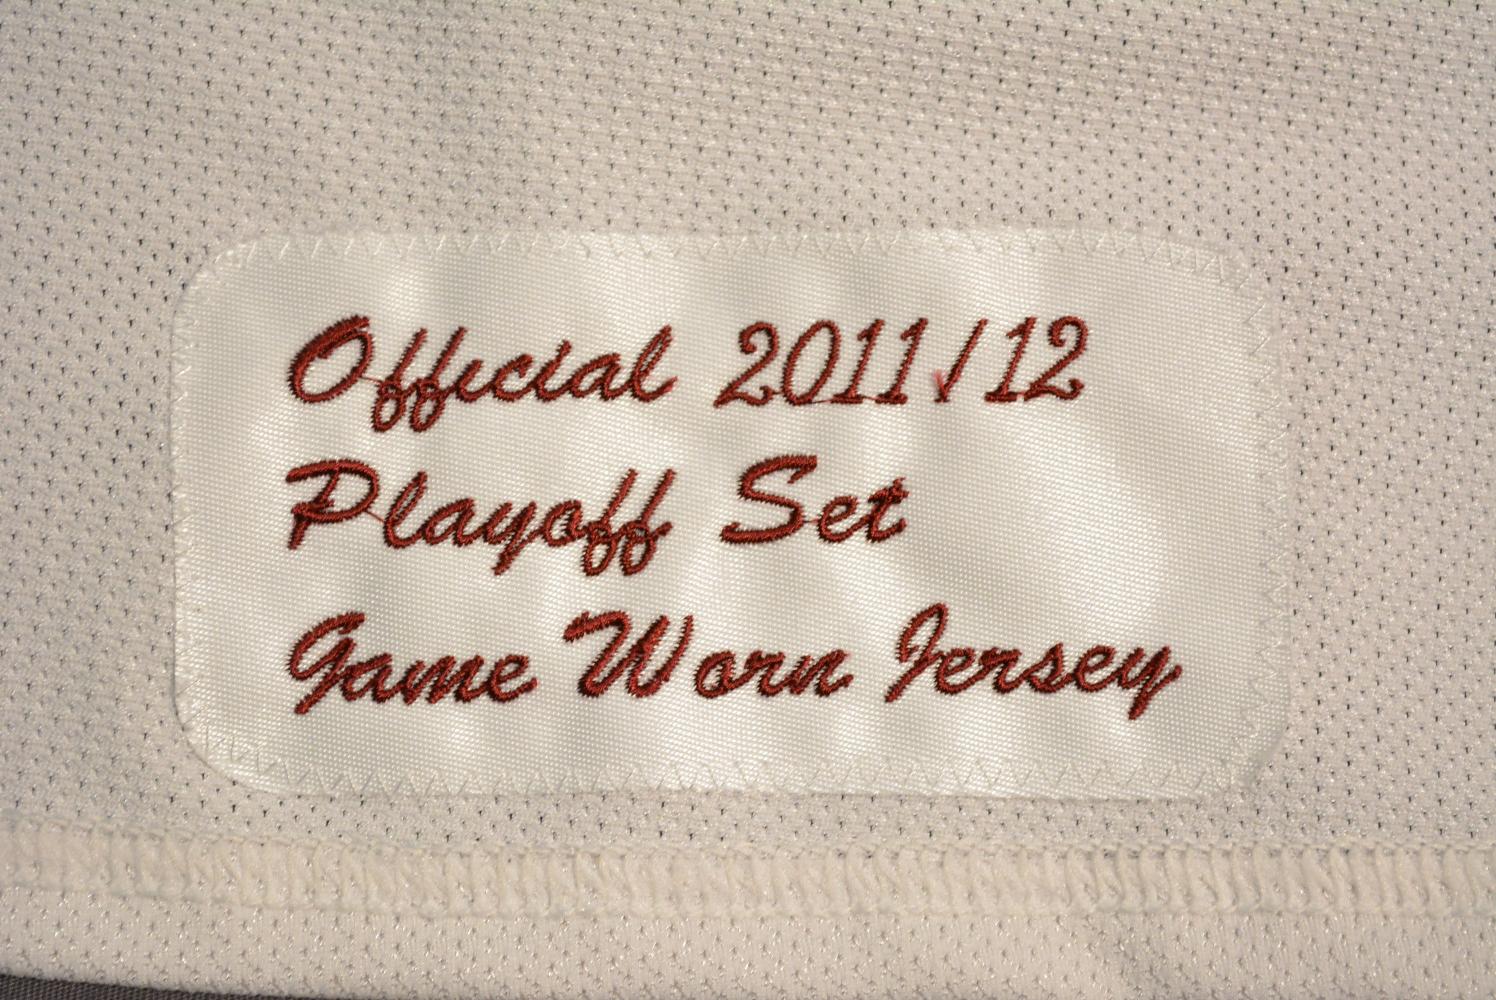 Official 2011/12
Playoff Set
Game Worn Jersey